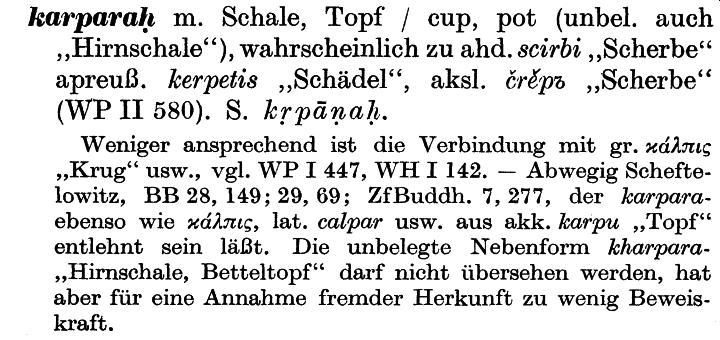 karparaḥ m. Schale, Topf / cup, pot (unbel. auch
„Hirnschale“), wahrscheinlich zu ahd. scirbi „Scherbe“
apreuß. kerpetis „Schädel“, aksl. črěpъ „Scherbe“
(WP II 580). S. kṛpāṇaḥ.
Weniger ansprechend ist die Verbindung mit gr. κάλπις
„Krug“ usw., vgl. WP I 447, WH I 142. — Abwegig Schefte-
lowitz, BB 28, 149; 29, 69; ZfBuddh. 7, 277, der karpara-
ebenso wie κάλπις, lat. calpar usw. aus akk. karpu „Topf“
entlehnt sein läßt. Die unbelegte Nebenform kharpara-
„Hirnschale, Betteltopf“ darf nicht übersehen werden, hat
aber für eine Annahme fremder Herkunft zu wenig Beweis-
kraft.